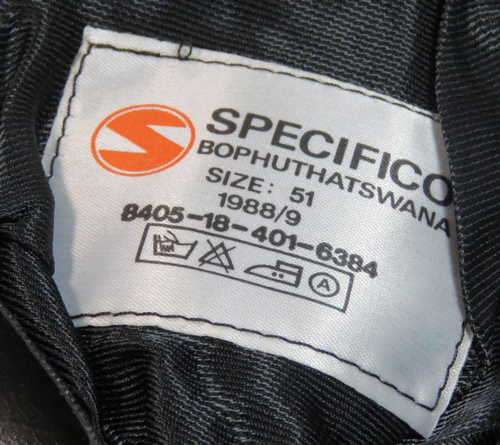 SPECIFICO
BOPHUTHATSWANA
SIZE: 51
1988/9
8405-18-401-6384
A